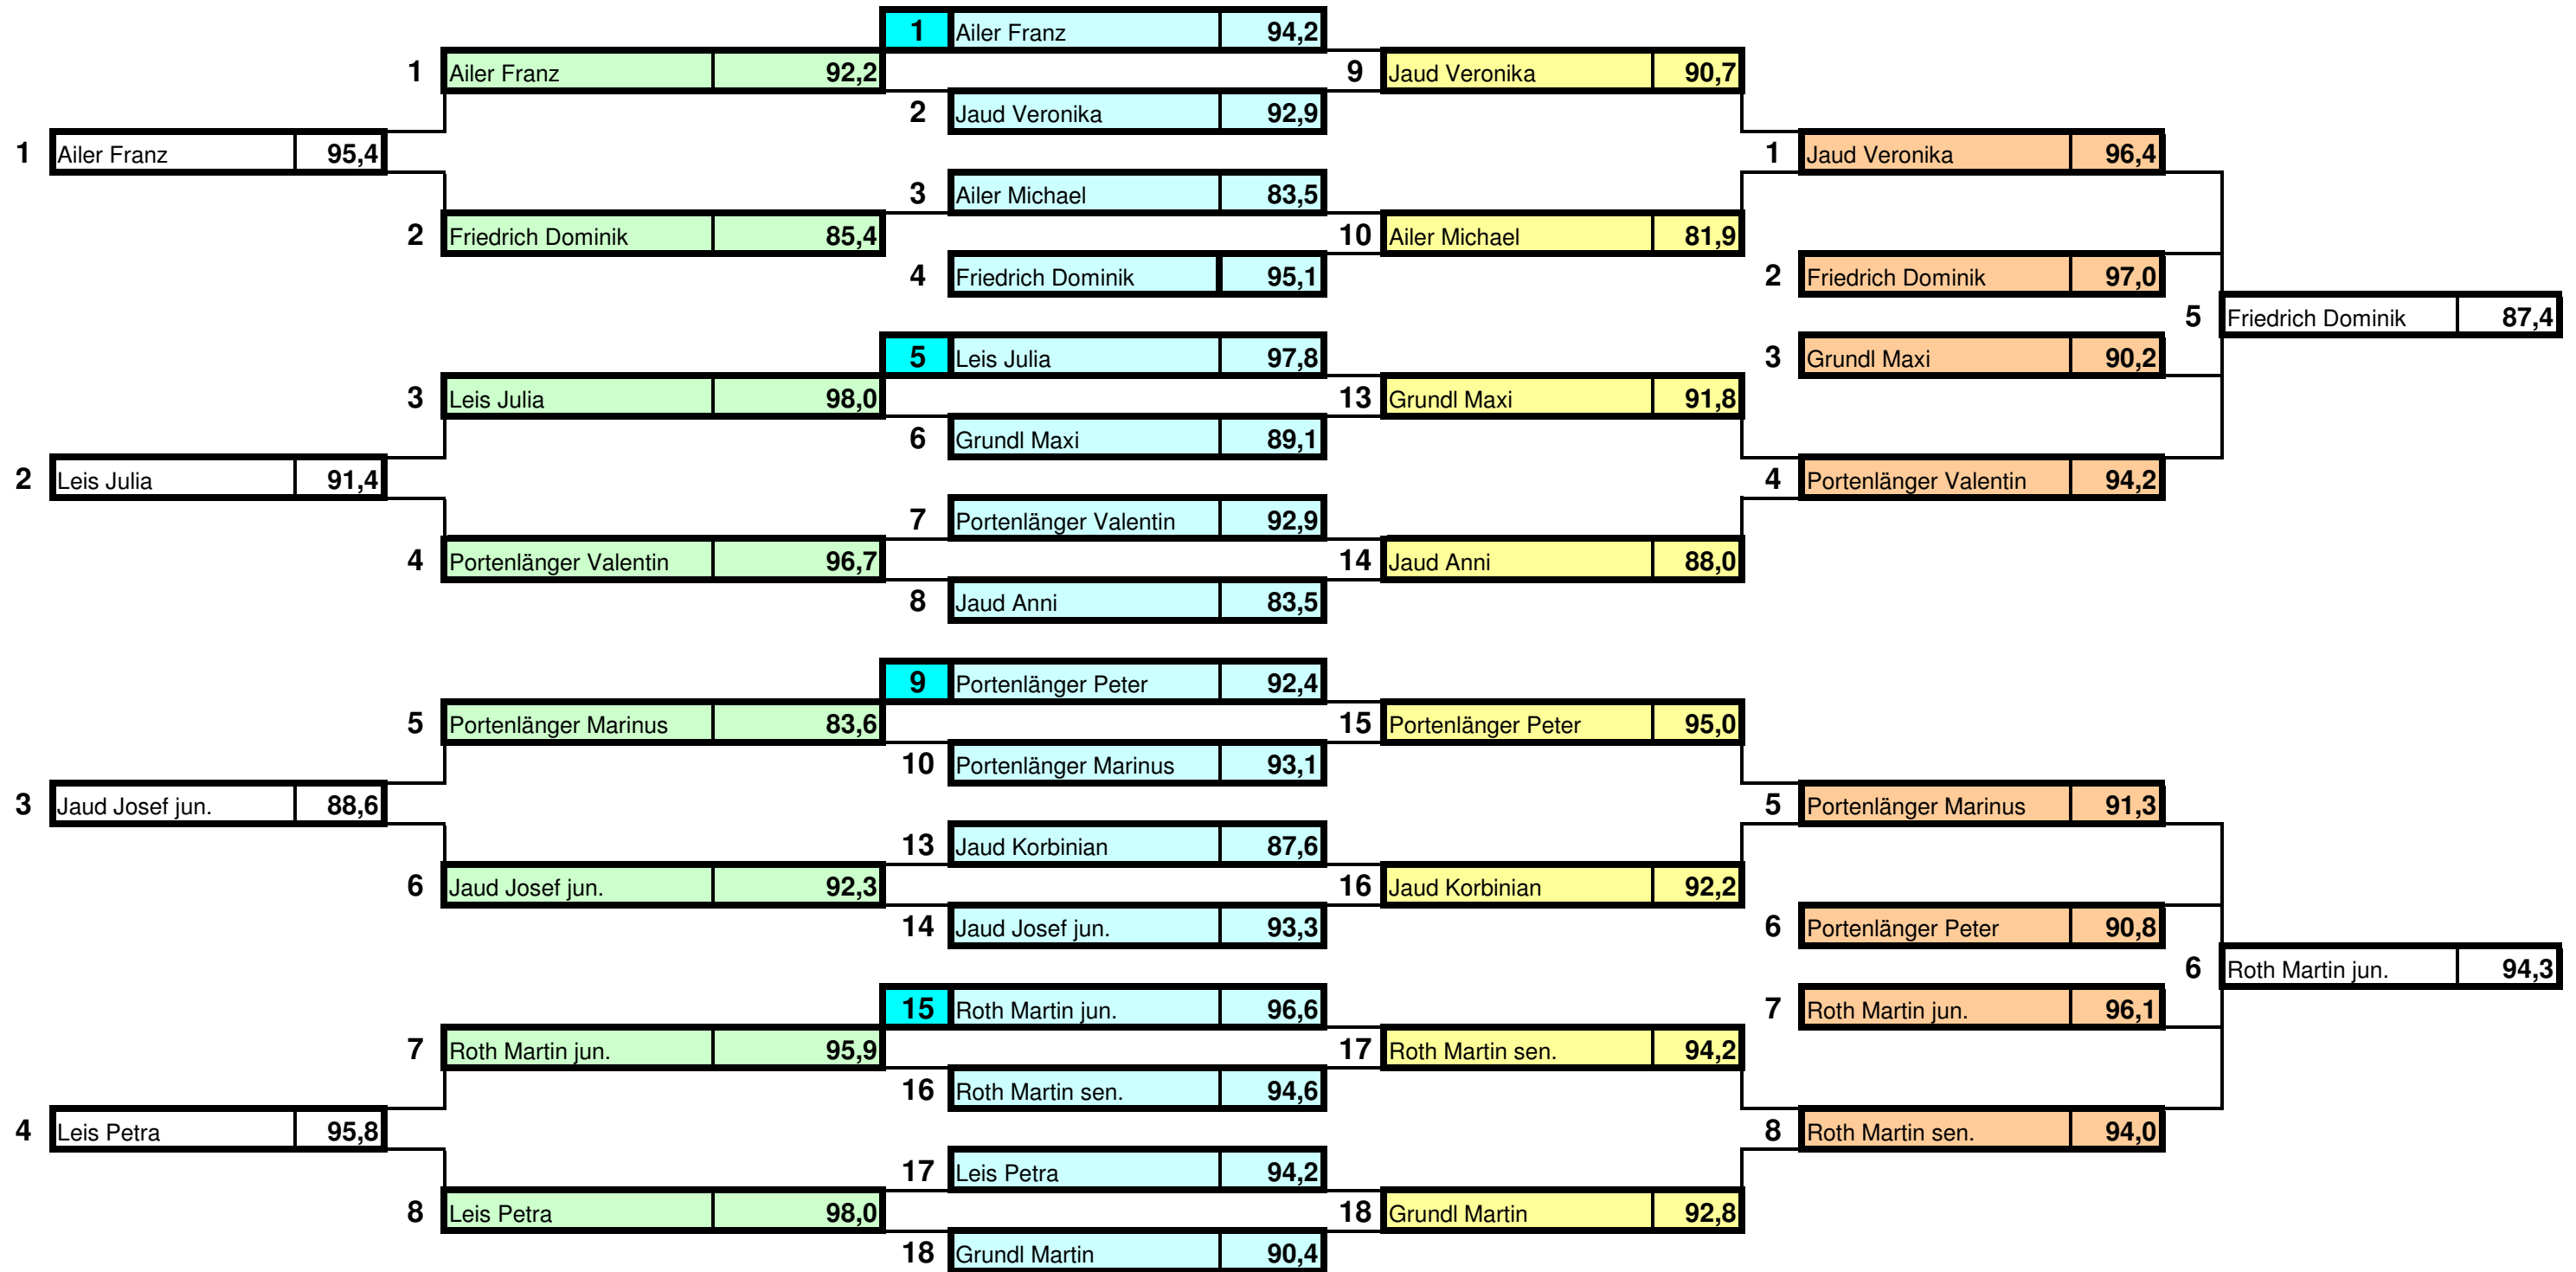 1 Ailer Franz 94,2
1 Ailer Franz 92,2 9 Jaud Veronika 90,7
2 Jaud Veronika 92,9
1 Ailer Franz 95,4 1 Jaud Veronika 96,4
3 Ailer Michael 83,5
2 Friedrich Dominik 85,4 10 Ailer Michael 81,9
4 Friedrich Dominik 95,1 2 Friedrich Dominik 97,0
5 Friedrich Dominik 87,4
5 Leis Julia 97,8 3 Grundl Maxi 90,2
3 Leis Julia 98,0 13 Grundl Maxi 91,8
6 Grundl Maxi 89,1
2 Leis Julia 91,4 4 Portenlänger Valentin 94,2
7 Portenlänger Valentin 92,9
4 Portenlänger Valentin 96,7 14 Jaud Anni 88,0
8 Jaud Anni 83,5
9 Portenlänger Peter 92,4
5 Portenlänger Marinus 83,6 15 Portenlänger Peter 95,0
10 Portenlänger Marinus 93,1
3 Jaud Josef jun. 88,6 5 Portenlänger Marinus 91,3
13 Jaud Korbinian 87,6
6 Jaud Josef jun. 92,3 16 Jaud Korbinian 92,2
14 Jaud Josef jun. 93,3 6 Portenlänger Peter 90,8
6 Roth Martin jun. 94,3
15 Roth Martin jun. 96,6 7 Roth Martin jun. 96,1
7 Roth Martin jun. 95,9 17 Roth Martin sen. 94,2
16 Roth Martin sen. 94,6
4 Leis Petra 95,8 8 Roth Martin sen. 94,0
17 Leis Petra 94,2
8 Leis Petra 98,0 18 Grundl Martin 92,8
18 Grundl Martin 90,4